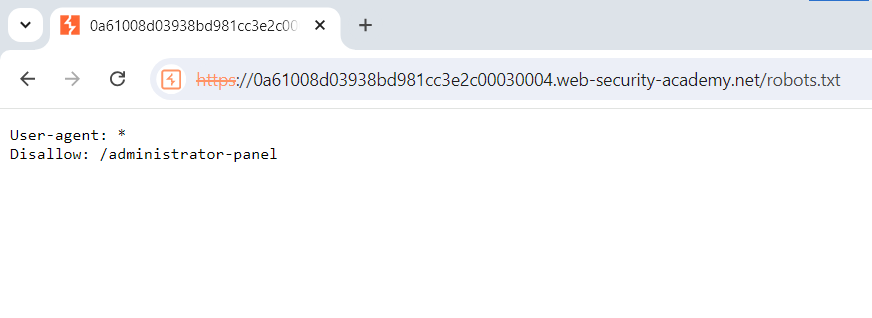 0a61008d03938bd981cc3e2c00
https://0a61008d03938bd981cc3e2c00030004.web-security-academy.net/robots.txt
User-agent: *
Disallow: /administrator-panel